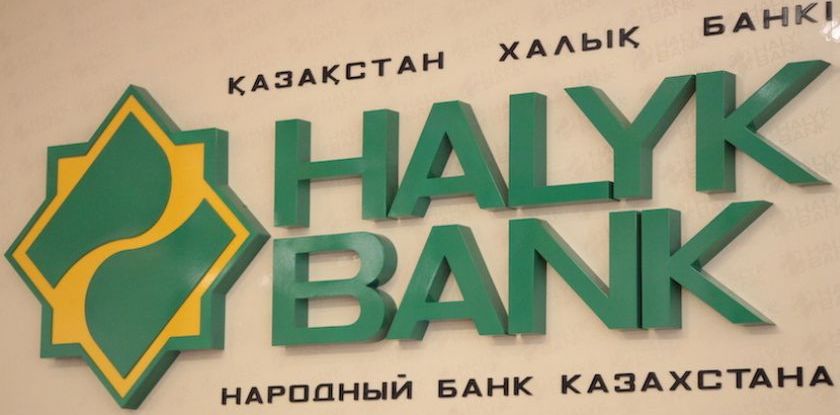 ҚАЗАҚСТАН ХАЛЫҚ БАНКІ
HALYK
BANK
НАРОДНЫЙ БАНК КАЗАХСТАНА